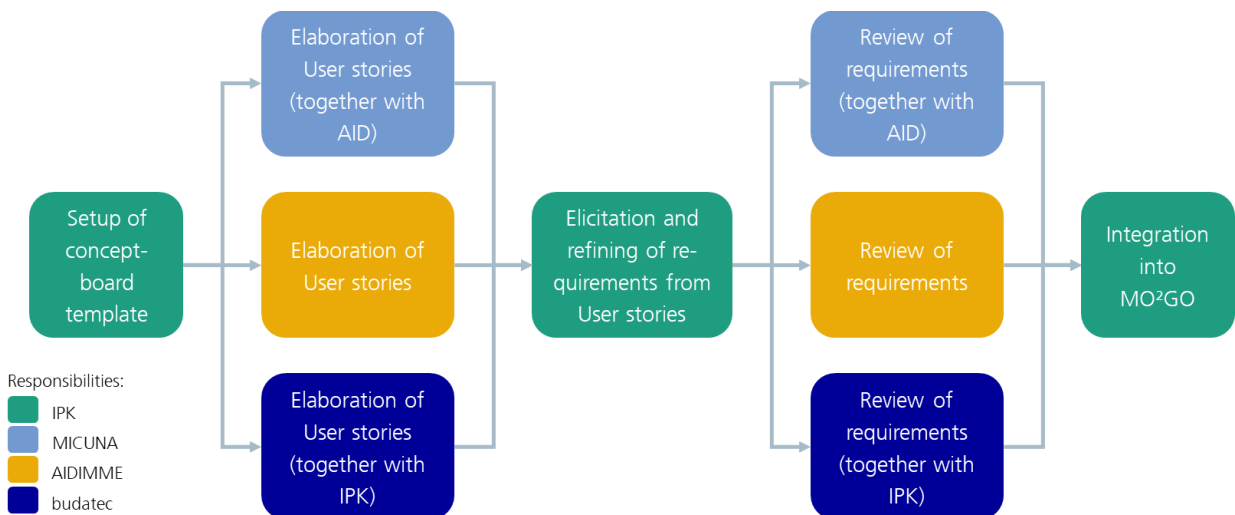 Elaboration of
User stories
(together with
AID)
Review of
requirements
(together with
AID)
Setup of
concept-
board
template
Elaboration of
User stories
Elicitation and
refining of re-
quirements from
User stories
Review of
requirements
Integration
into
MO²GO
Elaboration of
User stories
(together with
IPK)
Review of
requirements
(together with
IPK)
Responsibilities:
IPK
MICUNA
AIDIMME
budatec